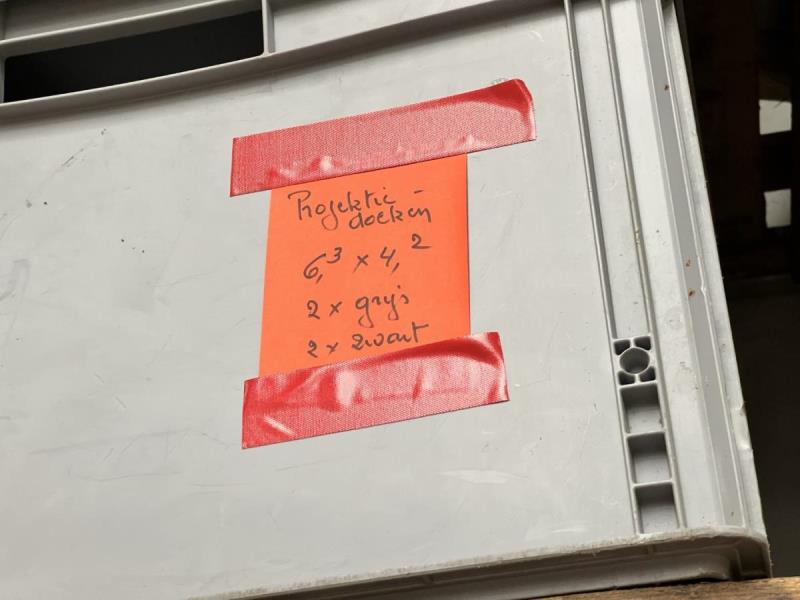 Projektie
doeken
6,3 x 4,2
2 x grijs
2 x zwart